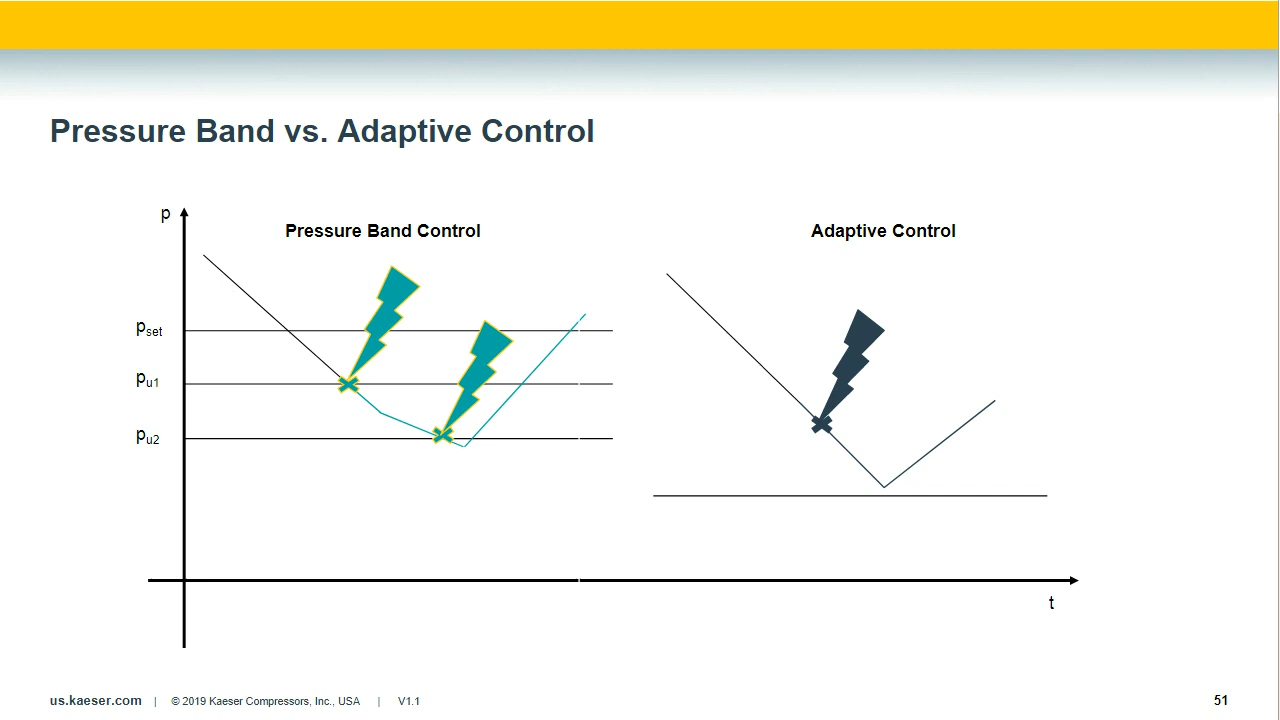 Pressure Band vs. Adaptive Control
p
Pressure Band Control
Adaptive Control
pset
pu1
pu2
t
us.kaeser.com | © 2019 Kaeser Compressors, Inc., USA | V1.1
51